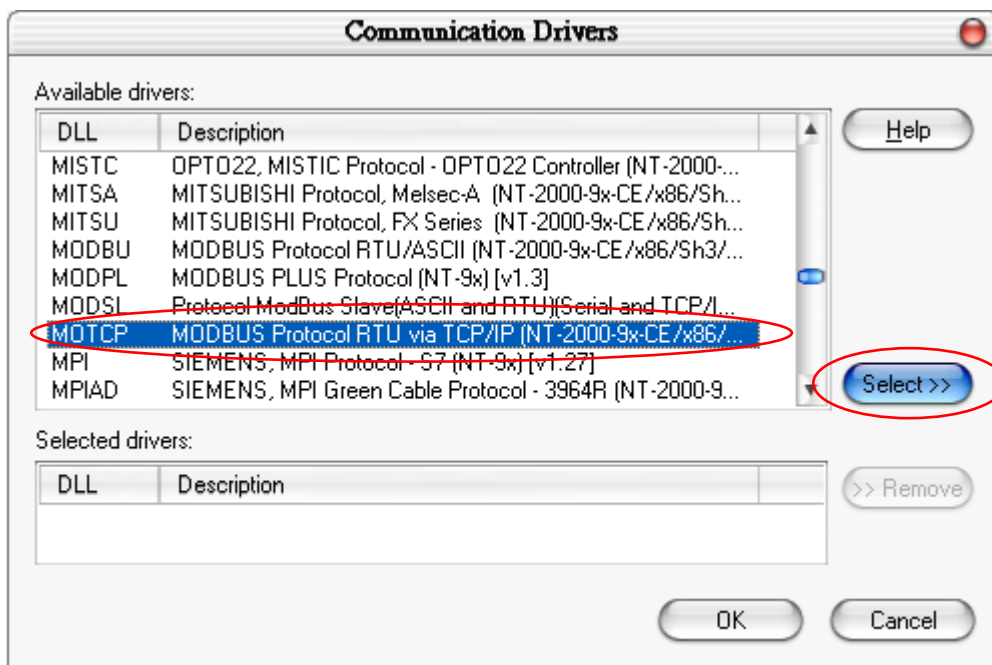 Communication Drivers
Available drivers:
DLL Description
Help
MISTC OPTO22, MISTIC Protocol - OPTO22 Controller (NT-2000-...
MITSA MITSUBISHI Protocol, Melsec-A (NT-2000-9x-CE/x86/Sh...
MITSU MITSUBISHI Protocol, FX Series (NT-2000-9x-CE/x86/Sh...
MODBU MODBUS Protocol RTU/ASCII (NT-2000-9x-CE/x86/Sh3/...
MODPL MODBUS PLUS Protocol (NT-9x) [v1.3]
MODSL Protocol ModBus Slave(ASCII and RTU)(Serial and TCP/I...
MOTCP MODBUS Protocol RTU via TCP/IP (NT-2000-9x-CE/x86/...
MPI SIEMENS, MPI Protocol - S7 (NT-9x) [v1.27]
MPIAD SIEMENS, MPI Green Cable Protocol - 3964R (NT-2000-9...
Select >>
Selected drivers:
DLL Description
>> Remove
OK Cancel